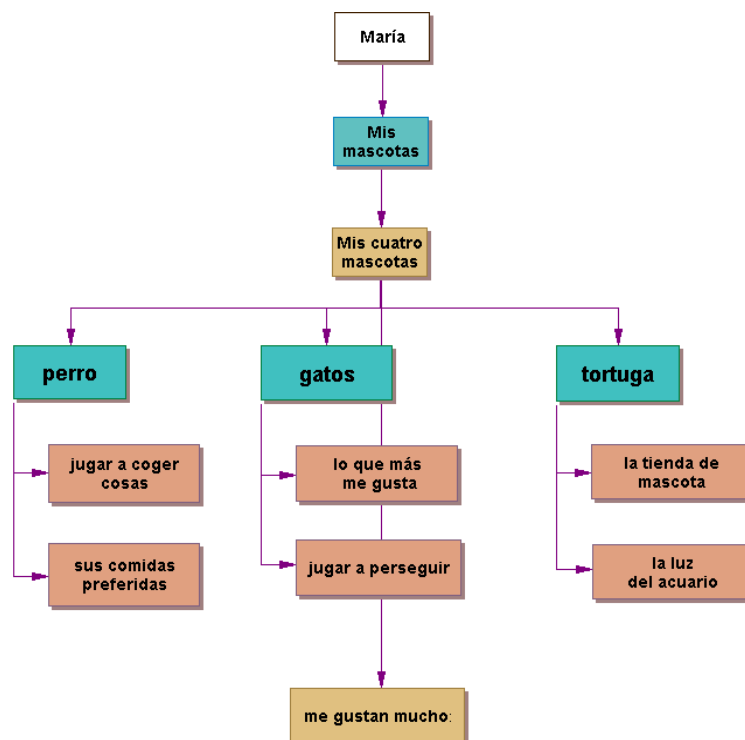 María
Mis
mascotas
Mis cuatro
mascotas
perro
gatos
tortuga
jugar a coger
cosas
lo que más
me gusta
la tienda de
mascota
sus comidas
preferidas
jugar a perseguir
la luz
del acuario
me gustan mucho: